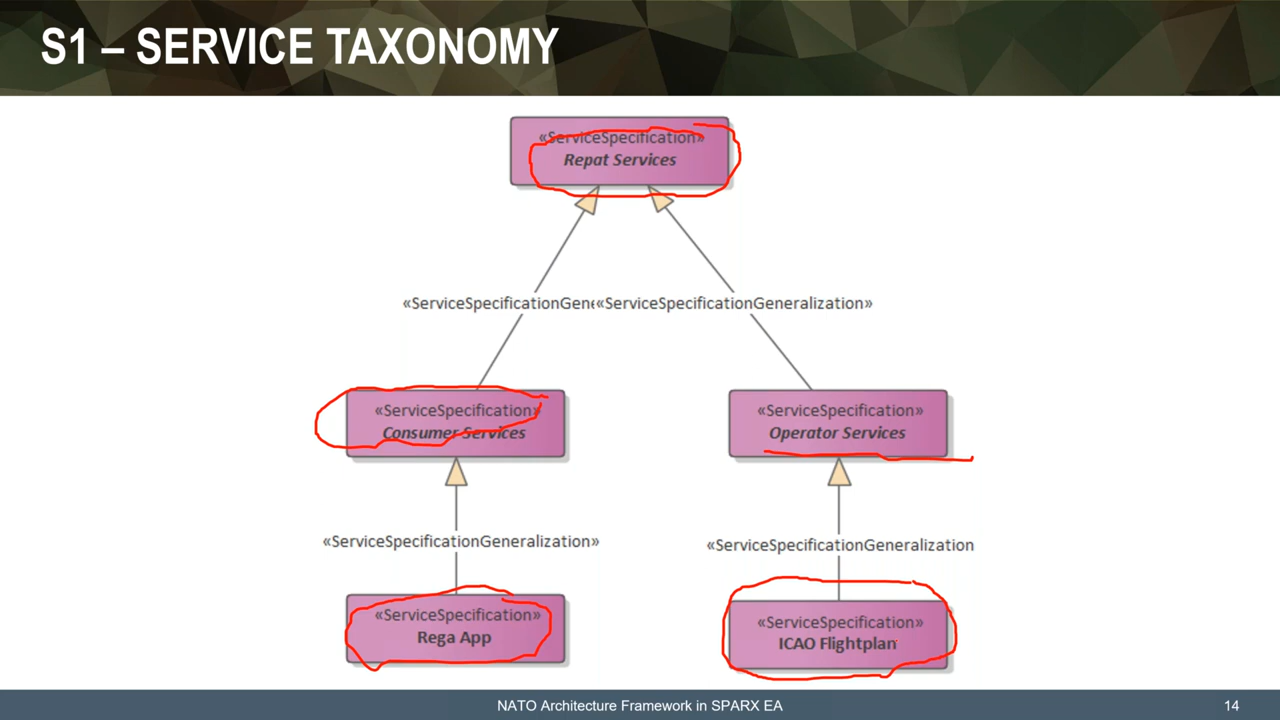 S1 – SERVICE TAXONOMY
«ServiceSpecification»
Repat Services
«ServiceSpecificationGene
«ServiceSpecificationGeneralization»
«ServiceSpecification»
Consumer Services
«ServiceSpecification»
Operator Services
«ServiceSpecificationGeneralization»
«ServiceSpecificationGeneralization
«ServiceSpecification»
Rega App
«ServiceSpecification»
ICAO Flightplan
NATO Architecture Framework in SPARX EA
14